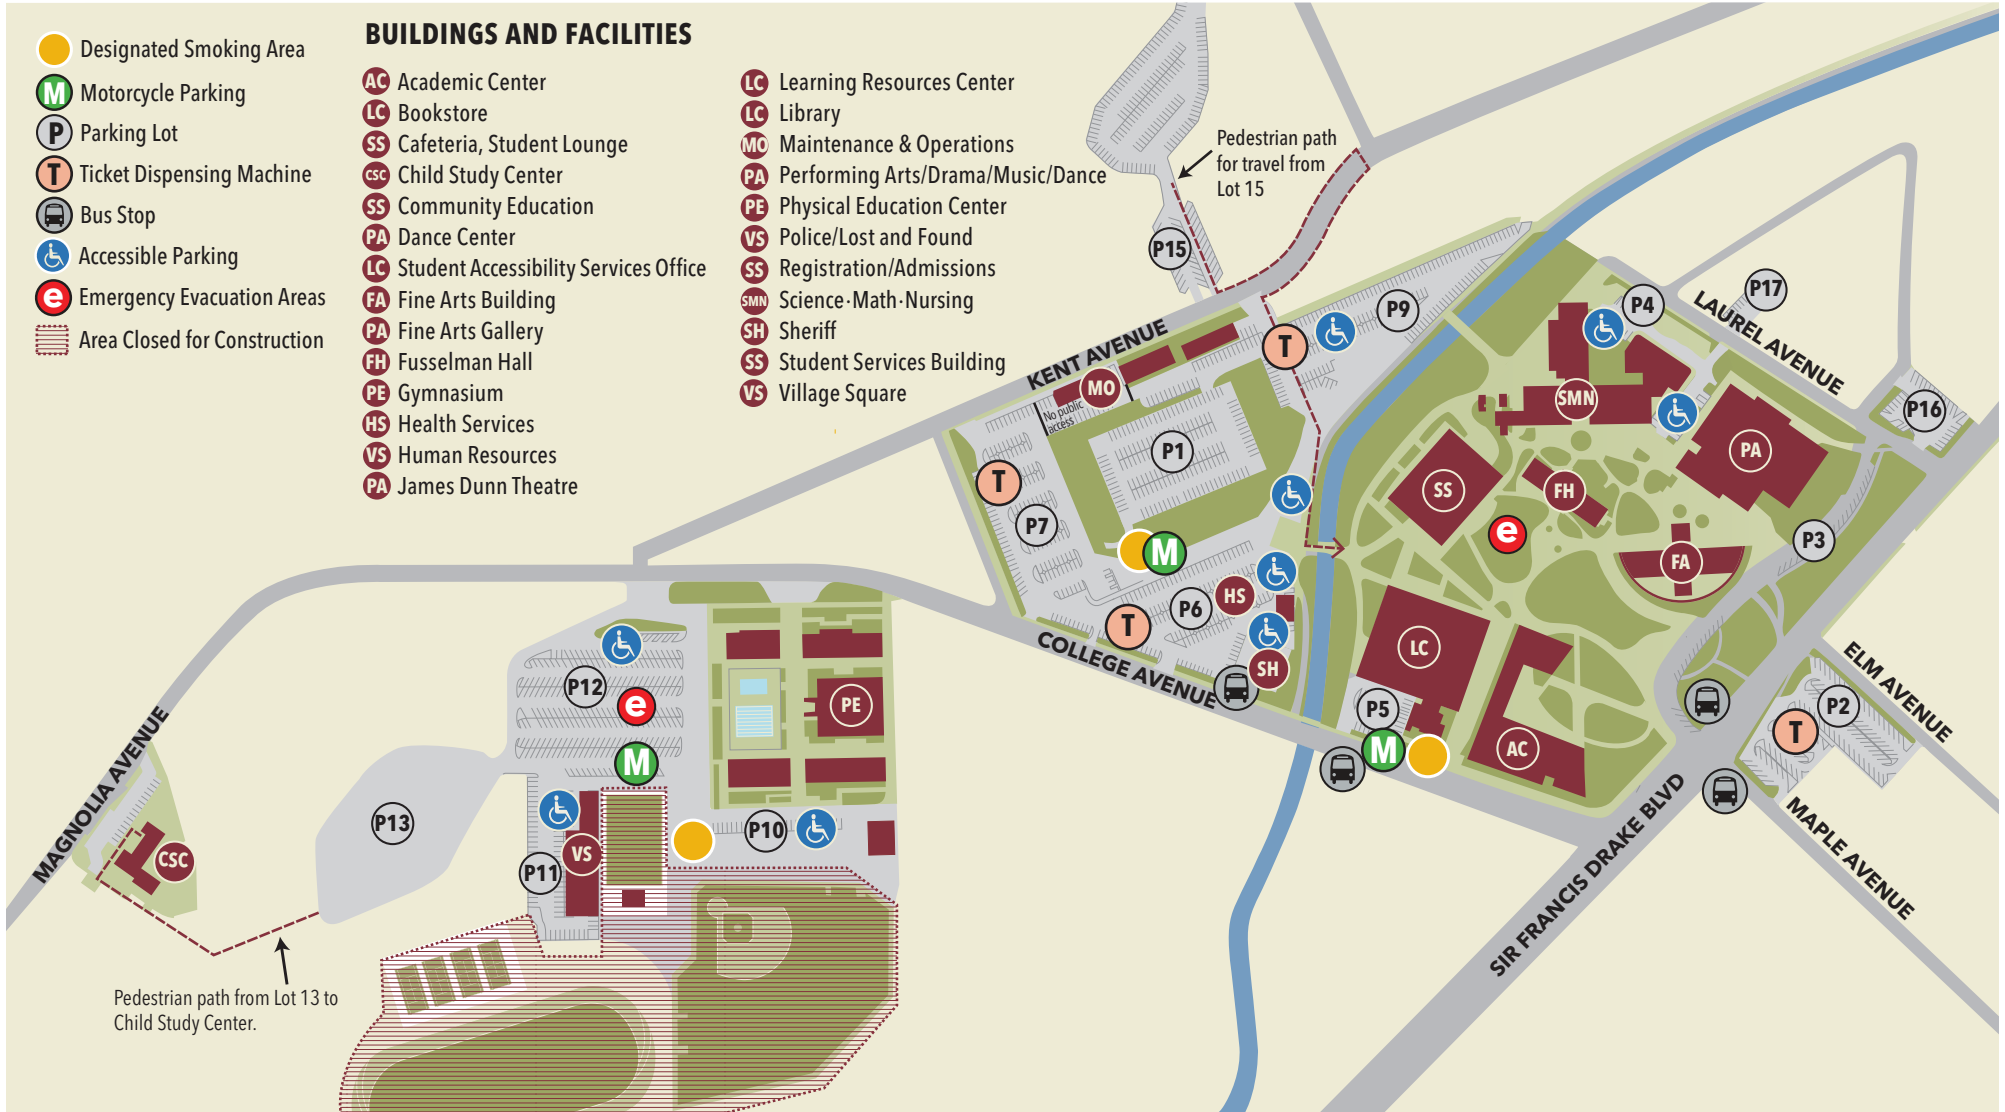 Designated Smoking Area
M Motorcycle Parking
P Parking Lot
T Ticket Dispensing Machine
Bus Stop
Accessible Parking
e Emergency Evacuation Areas
Area Closed for Construction
BUILDINGS AND FACILITIES
AC Academic Center
LC Bookstore
SS Cafeteria, Student Lounge
CSC Child Study Center
SS Community Education
PA Dance Center
LC Student Accessibility Services Office
FA Fine Arts Building
PA Fine Arts Gallery
FH Fusselman Hall
PE Gymnasium
HS Health Services
VS Human Resources
PA James Dunn Theatre
LC Learning Resources Center
LC Library
MO Maintenance & Operations
PA Performing Arts/Drama/Music/Dance
PE Physical Education Center
VS Police/Lost and Found
SS Registration/Admissions
SMN Science·Math·Nursing
SH Sheriff
SS Student Services Building
VS Village Square
Pedestrian path
for travel from
Lot 15
P15
KENT AVENUE
MO
No public
access
T
P9
P1
T
P7
M
P6
HS
T
SH
COLLEGE AVENUE
P4
P17
LAUREL AVENUE
P16
SMN
PA
SS
FH
e
FA
P3
LC
P5
M
AC
ELM AVENUE
P2
T
MAPLE AVENUE
SIR FRANCIS DRAKE BLVD
MAGNOLIA AVENUE
P12
e
M
PE
P13
P10
VS
P11
CSC
Pedestrian path from Lot 13 to
Child Study Center.